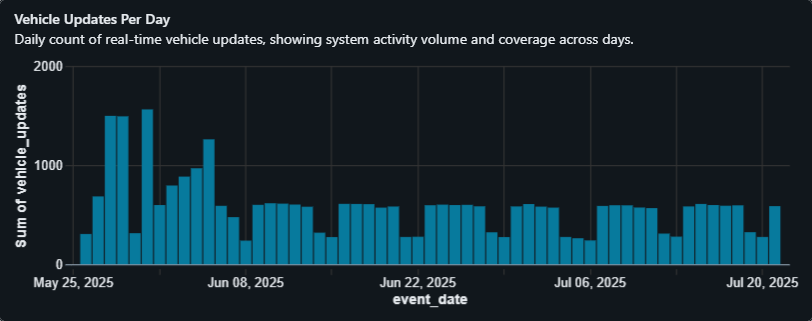 Vehicle Updates Per Day
Daily count of real-time vehicle updates, showing system activity volume and coverage across days.
Sum of vehicle_updates
2000
1000
0
May 25, 2025
Jun 08, 2025
Jun 22, 2025
Jul 06, 2025
Jul 20, 2025
event_date